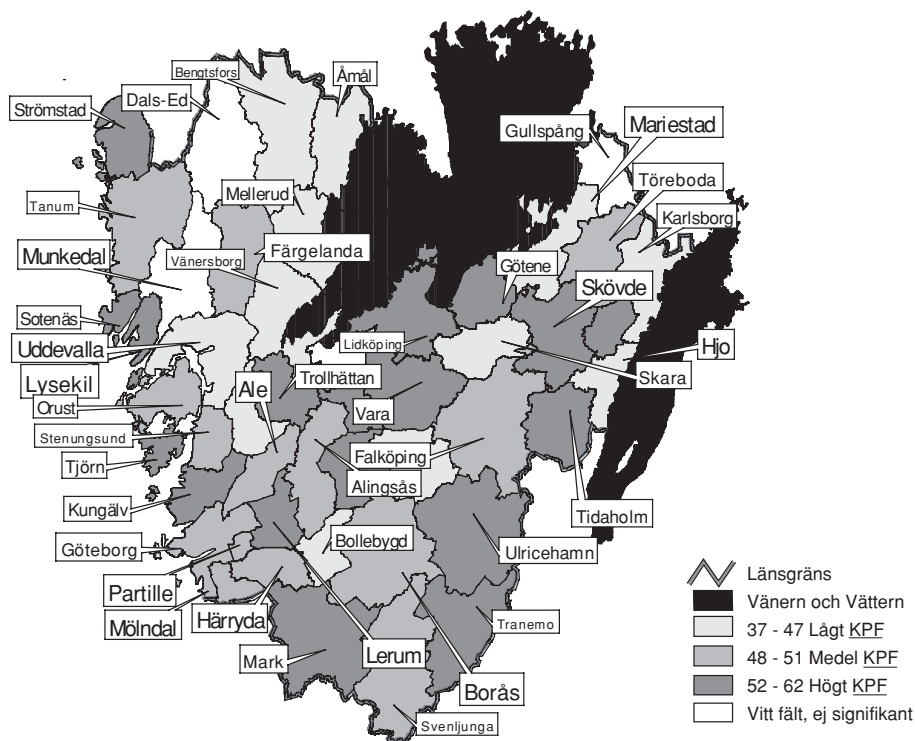 Bengtsfors
Åmål
Dals-Ed
Strömstad
Gullspång
Mariestad
Töreboda
Mellerud
Tanum
Karlsborg
Munkedal
Vänersborg
Färgelanda
Götene
Skövde
Sotenäs
Uddevalla
Lidköping
Hjo
Lysekil
Ale
Trollhättan
Skara
Orust
Vara
Stenungsund
Falköping
Tjörn
Alingsås
Kungälv
Tidaholm
Göteborg
Bollebygd
Ulricehamn
Partille
Mölndal
Härryda
Tranemo
Mark
Lerum
Borås
Svenljunga
Länsgräns
Vänern och Vättern
37 - 47 Lågt KPF
48 - 51 Medel KPF
52 - 62 Högt KPF
Vitt fält, ej signifikant